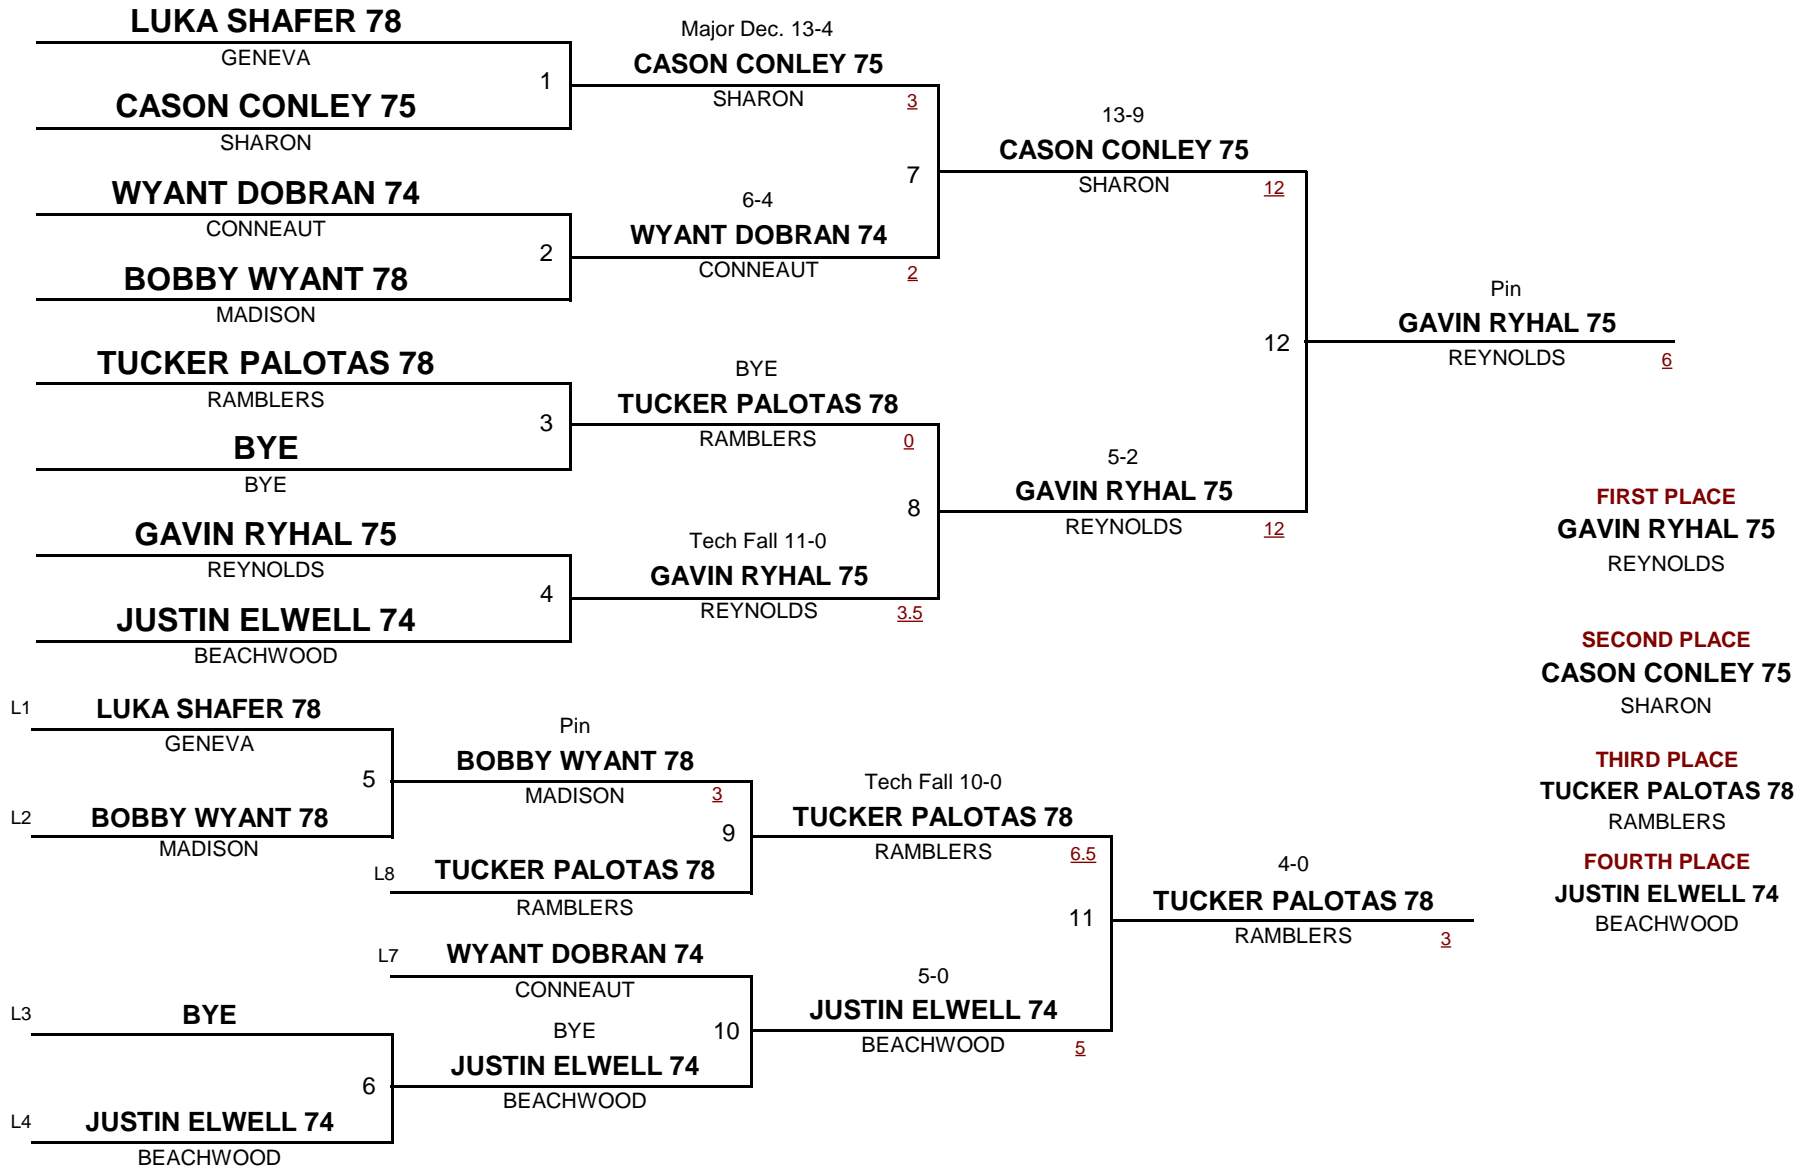 LUKA SHAFER 78
GENEVA
1
CASON CONLEY 75
SHARON
WYANT DOBRAN 74
CONNEAUT
2
BOBBY WYANT 78
MADISON
TUCKER PALOTAS 78
RAMBLERS
3
BYE
BYE
GAVIN RYHAL 75
REYNOLDS
4
JUSTIN ELWELL 74
BEACHWOOD
Major Dec. 13-4
CASON CONLEY 75
SHARON 3
7
6-4
WYANT DOBRAN 74
CONNEAUT 2
BYE
TUCKER PALOTAS 78
RAMBLERS 0
8
Tech Fall 11-0
GAVIN RYHAL 75
REYNOLDS 3.5
13-9
CASON CONLEY 75
SHARON 12
12
5-2
GAVIN RYHAL 75
REYNOLDS 12
Pin
GAVIN RYHAL 75
REYNOLDS 6
L1 LUKA SHAFER 78
GENEVA
5
L2 BOBBY WYANT 78
MADISON
L3 BYE
6
L4 JUSTIN ELWELL 74
BEACHWOOD
Pin
BOBBY WYANT 78
MADISON 3
9
L8 TUCKER PALOTAS 78
RAMBLERS
L7 WYANT DOBRAN 74
CONNEAUT
BYE 10
JUSTIN ELWELL 74
BEACHWOOD
Tech Fall 10-0
TUCKER PALOTAS 78
RAMBLERS 6.5
11
5-0
JUSTIN ELWELL 74
BEACHWOOD 5
4-0
TUCKER PALOTAS 78
RAMBLERS 3
FIRST PLACE
GAVIN RYHAL 75
REYNOLDS
SECOND PLACE
CASON CONLEY 75
SHARON
THIRD PLACE
TUCKER PALOTAS 78
RAMBLERS
FOURTH PLACE
JUSTIN ELWELL 74
BEACHWOOD